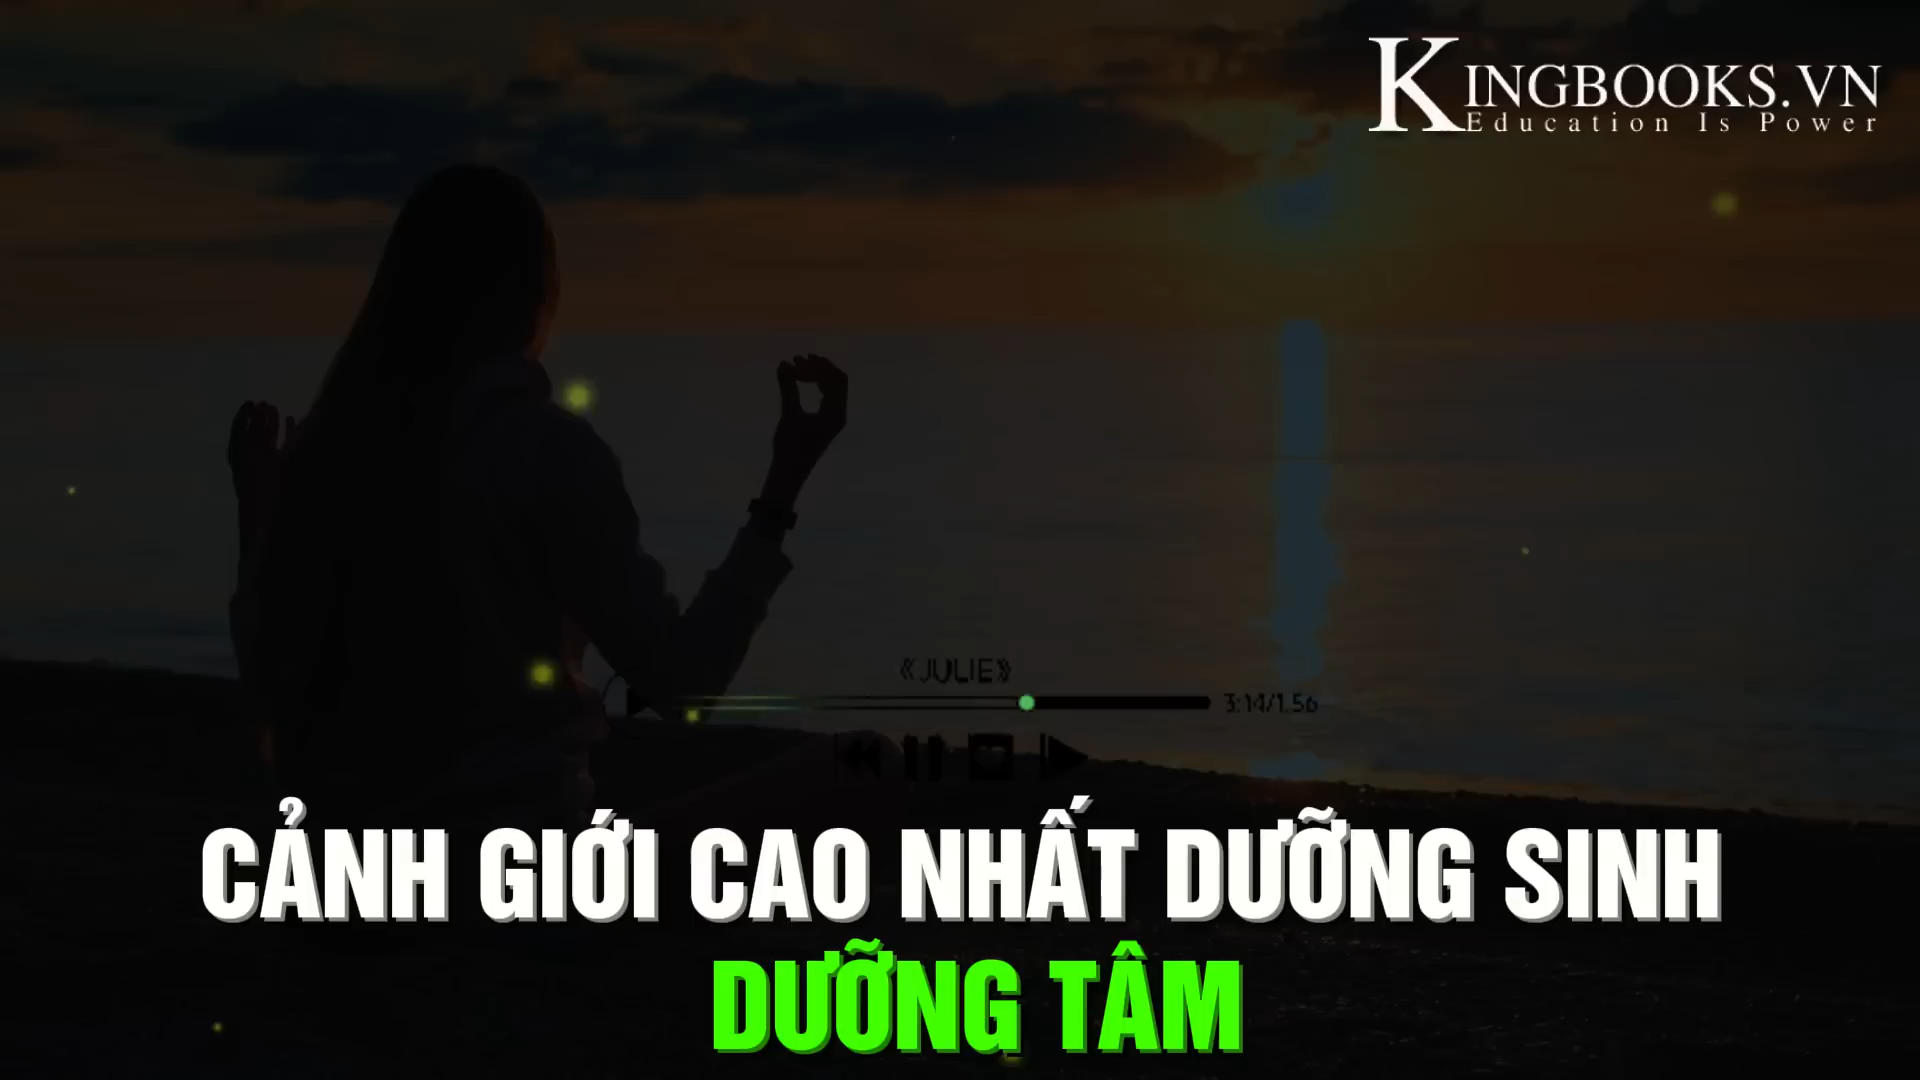 KINGBOOKS.VN
Education Is Power
《JULIE》
3:14/1.56
CẢNH GIỚI CAO NHẤT DƯỠNG SINH
DƯỠNG TÂM